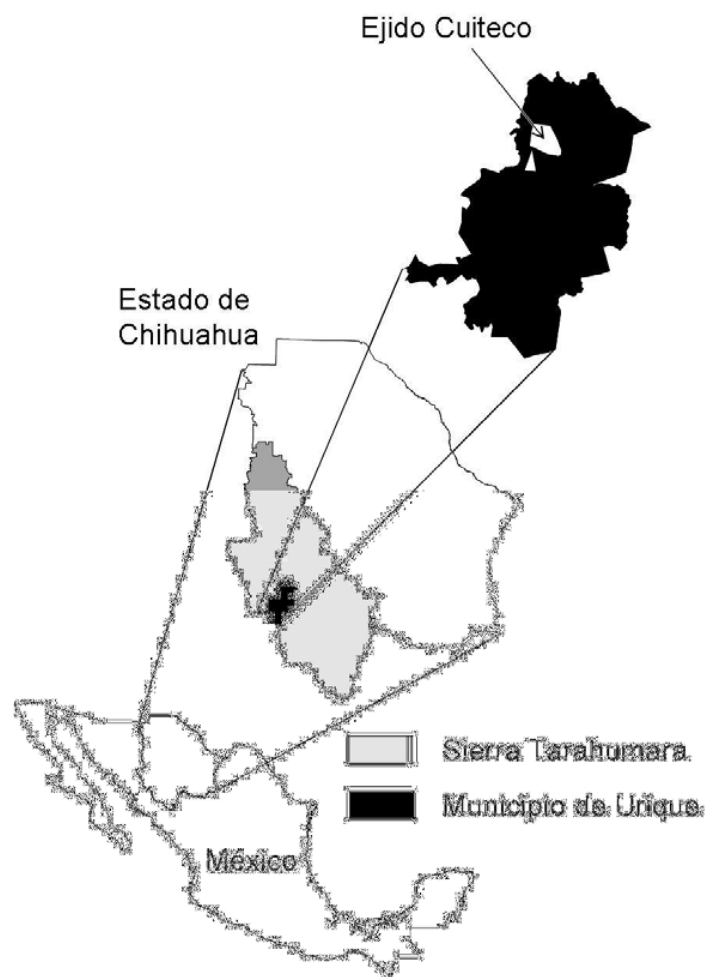 Ejido Cuiteco
Estado de
Chihuahua
Sierra Tarahumara
Municipio de Urique
México